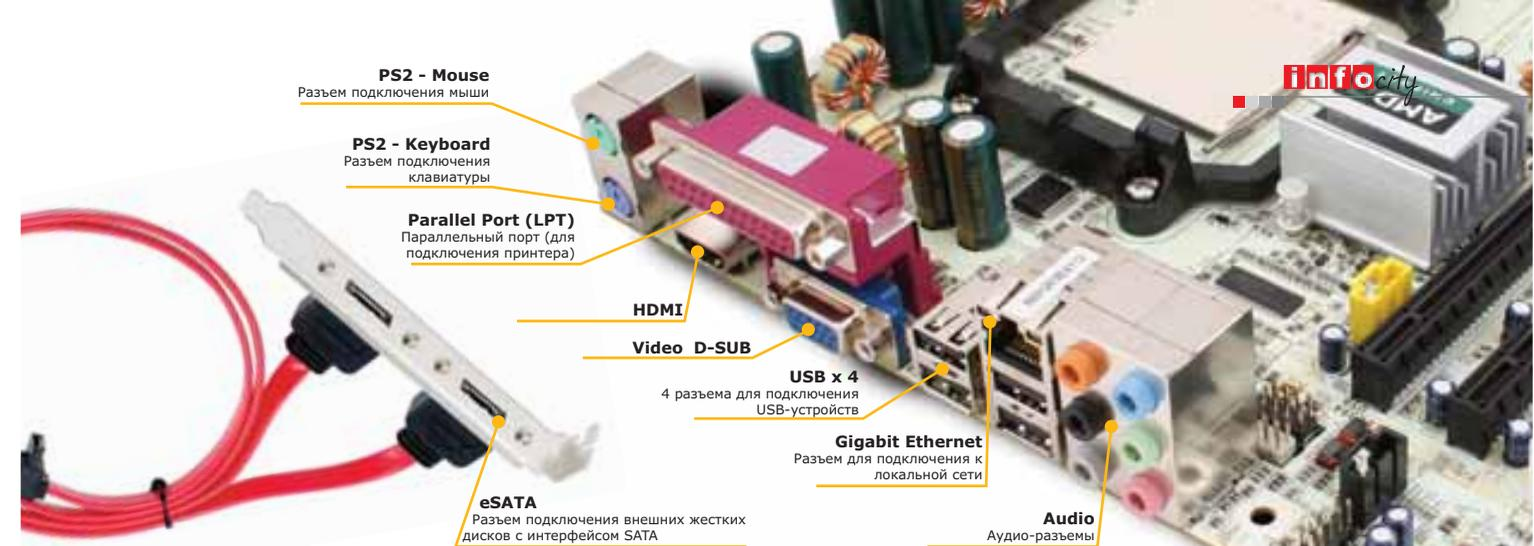 PS2 - Mouse
Разъем подключения мыши
PS2 - Keyboard
Разъем подключения
клавиатуры
Parallel Port (LPT)
Параллельный порт (для
подключения принтера)
HDMI
Video D-SUB
USB x 4
4 разъема для подключения
USB-устройств
Gigabit Ethernet
Разъем для подключения к
локальной сети
eSATA
Разъем подключения внешних жестких
дисков с интерфейсом SATA
Audio
Аудио-разъемы
infocity
AMD